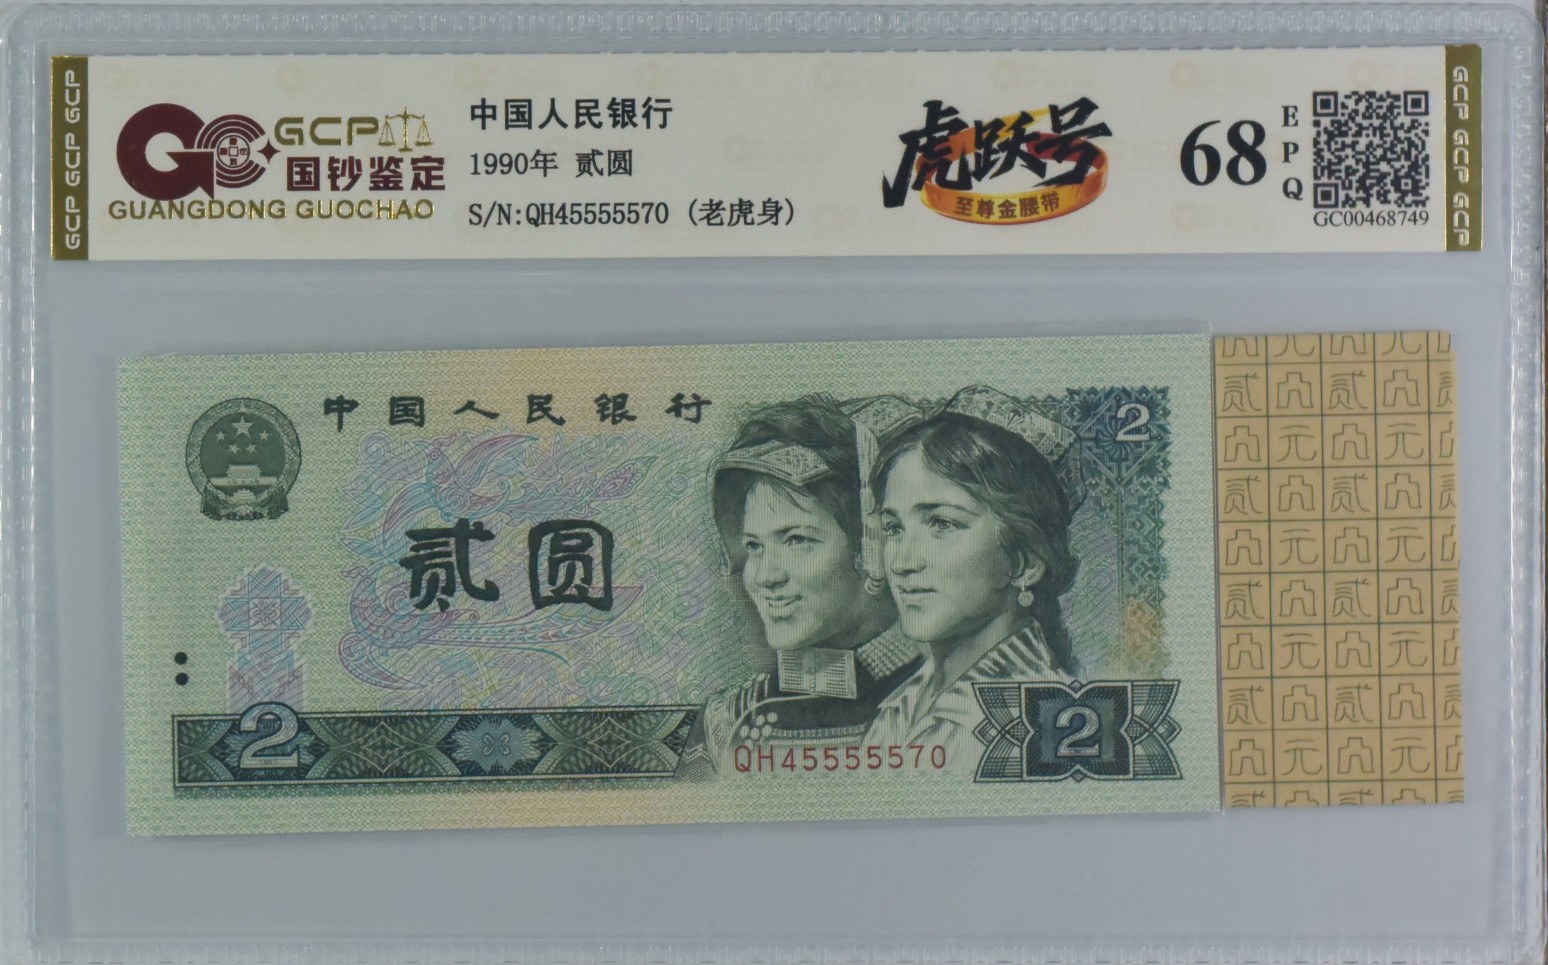 GCP GCP GCP
GCP
国钞鉴定
GUANGDONG GUOCHAO
中国人民银行
1990年 贰圆
S/N:QH45555570 (老虎身)
虎跃号
至尊金腰带
68
EPQ
GC00468749
GCP GCP GCP
中国人民银行
2
贰圆
2
QH45555570
2